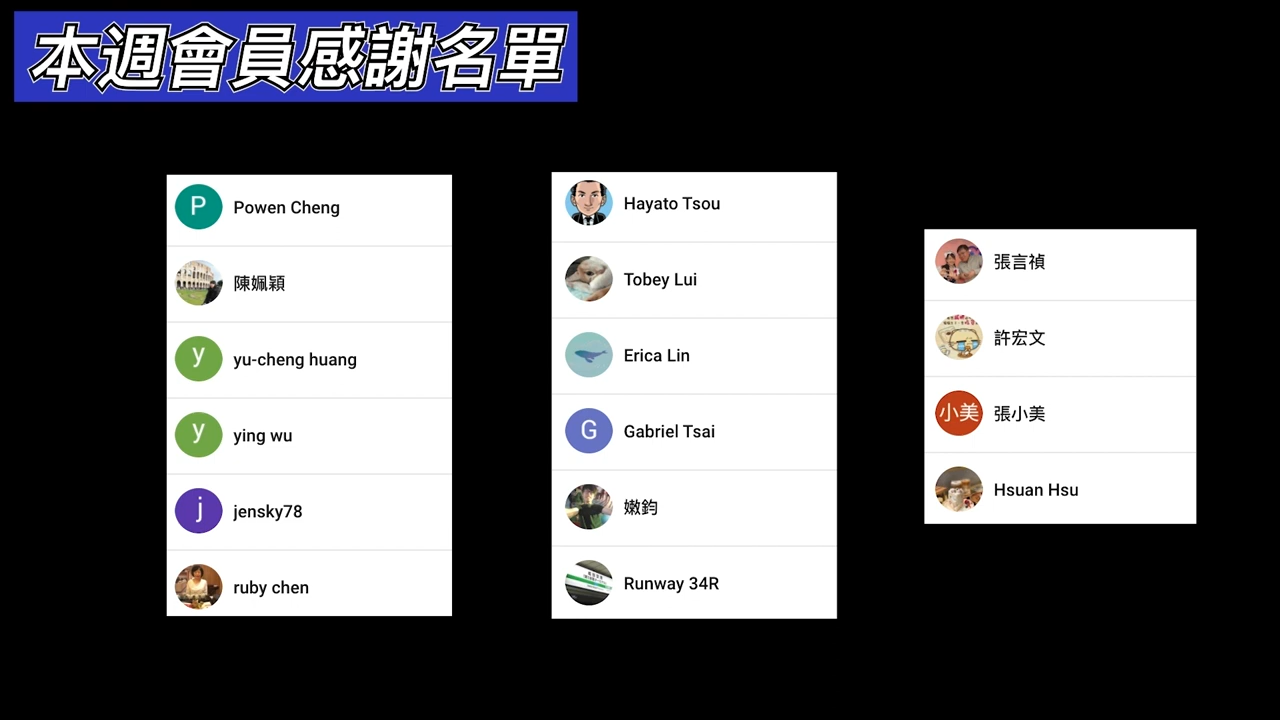 本週會員感謝名單
P Powen Cheng
陳姵穎
y yu-cheng huang
y ying wu
j jensky78
ruby chen
Hayato Tsou
Tobey Lui
Erica Lin
G Gabriel Tsai
嫩鈞
Runway 34R
張言禎
許宏文
小美 張小美
Hsuan Hsu